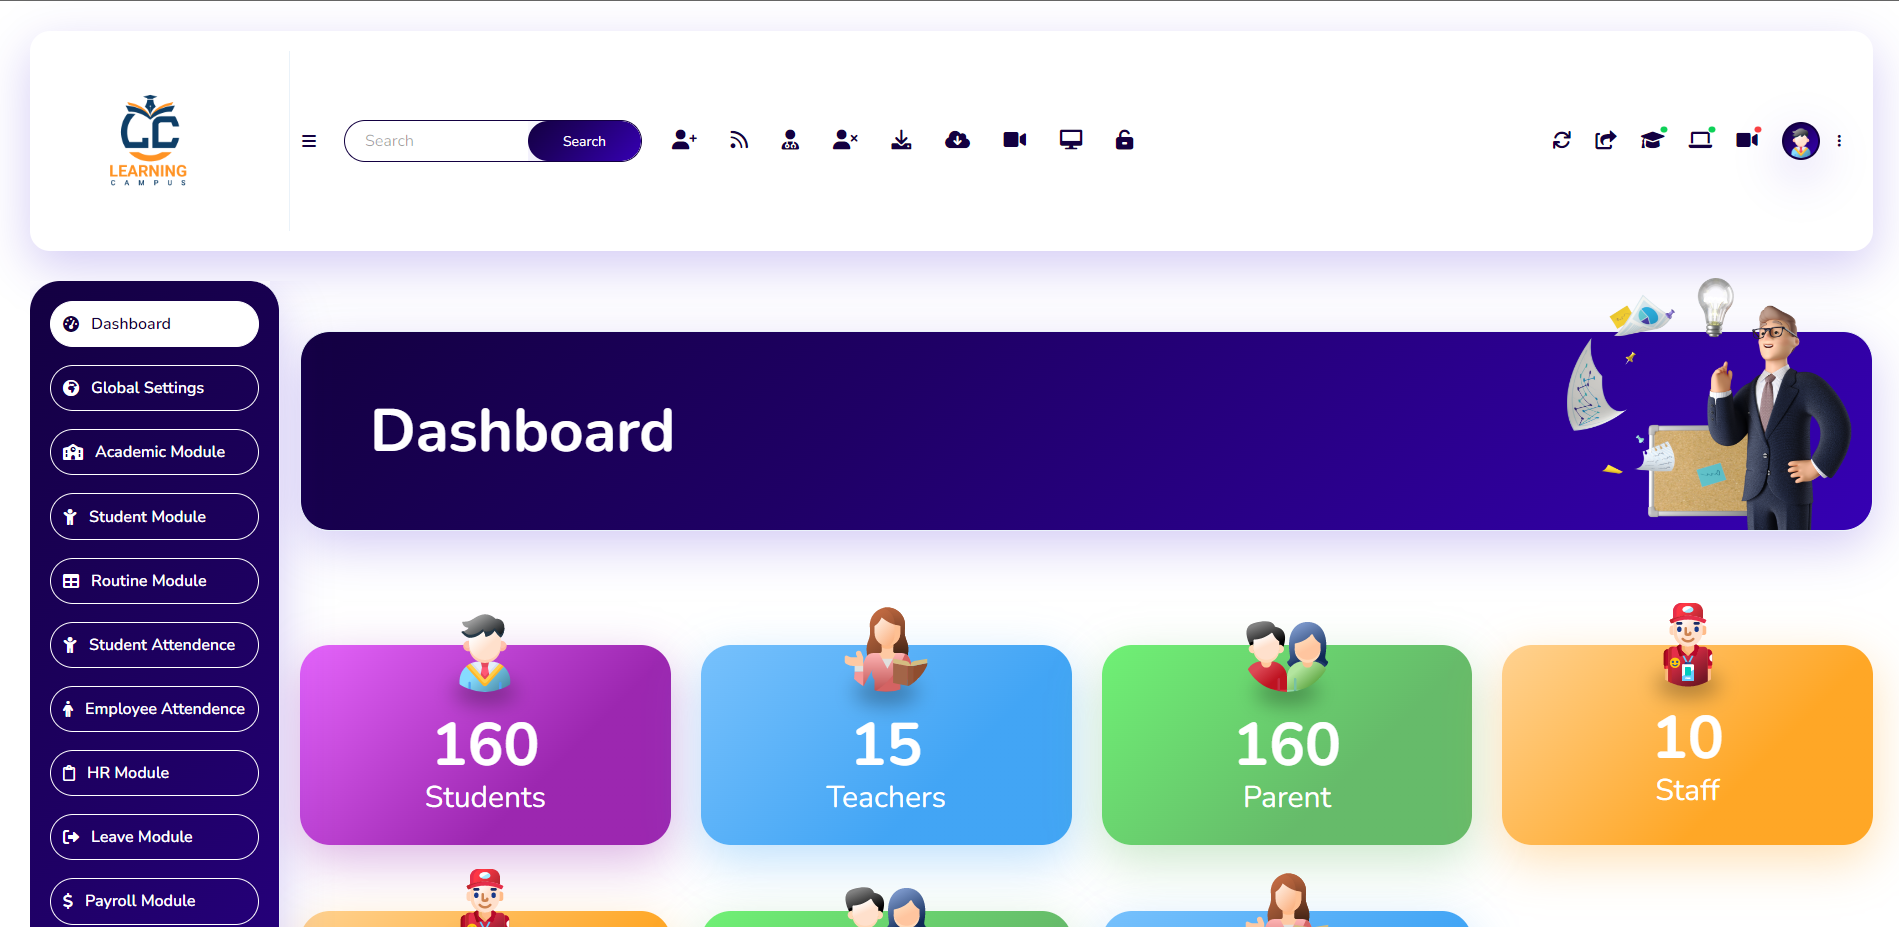 LC
LEARNING
CAMPUS
Search
Search
Dashboard
Global Settings
Academic Module
Student Module
Routine Module
Student Attendence
Employee Attendence
HR Module
Leave Module
Payroll Module
Dashboard
160
Students
15
Teachers
160
Parent
10
Staff